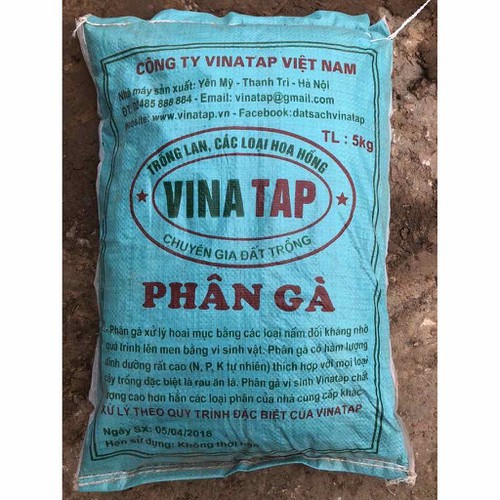 CÔNG TY VINATAP VIỆT NAM
Nhà máy sản xuất: Yên Mỹ - Thanh Trì - Hà Nội
ĐT: 02485 888 884 - Email: vinatap@gmail.com
Website: www.vinatap.vn - Facebook:datsachvinatap
TL : 5kg
TRỒNG LAN, CÁC LOẠI HOA HỒNG
VINA TAP
CHUYÊN GIA ĐẤT TRỒNG
PHÂN GÀ
- Phân gà xử lý hoai mục bằng các loại nấm đối kháng nhờ
quá trình lên men bằng vi sinh vật. Phân gà có hàm lượng
dinh dưỡng rất cao (N, P, K tự nhiên) thích hợp với mọi loại
cây trồng đặc biệt là rau ăn lá. Phân gà vi sinh Vinatap chất
lượng cao hơn hẳn các loại phân của nhà cung cấp khác.
XỬ LÝ THEO QUY TRÌNH ĐẶC BIỆT CỦA VINATAP
Ngày SX: 05/04/2018
Hạn sử dụng: Không thời hạn